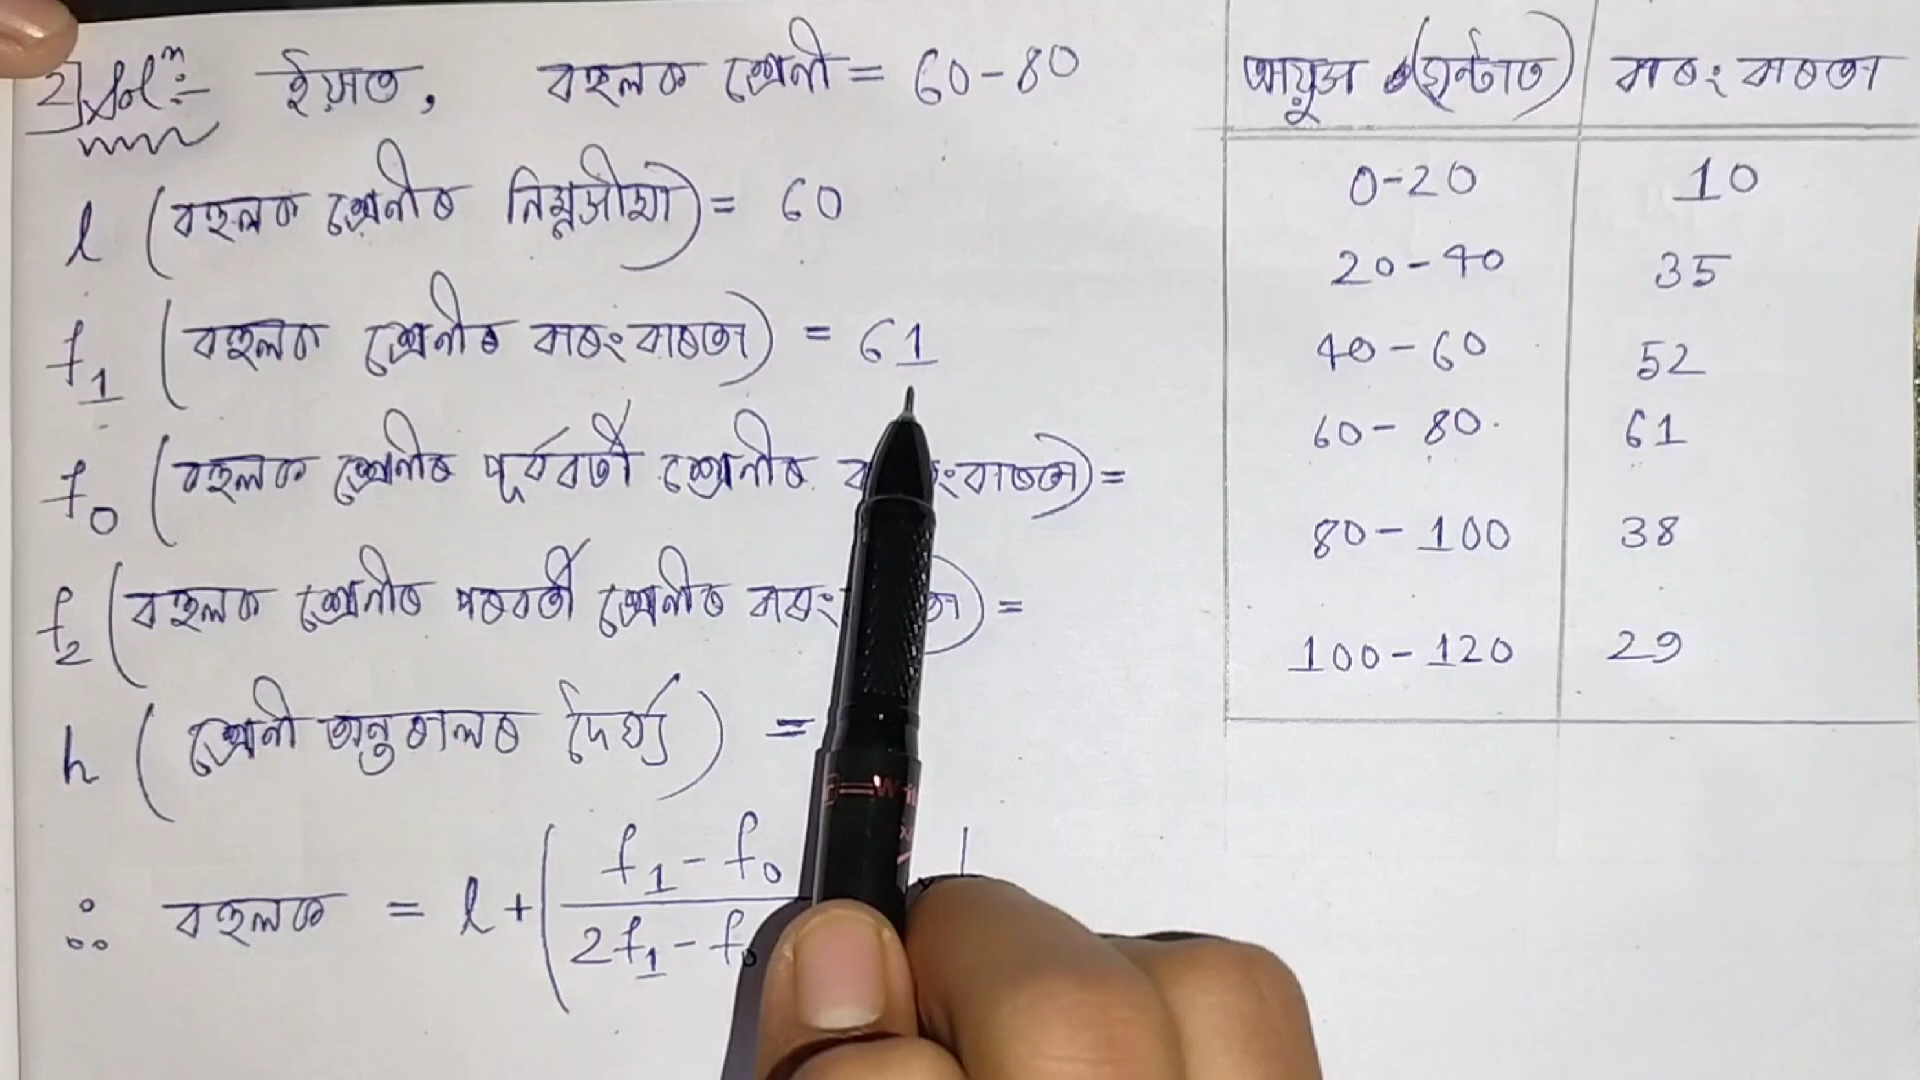 2] Solⁿ:- ইয়াত, বহুলক শ্ৰেণী = 60-80
l (বহুলক শ্ৰেণীৰ নিম্নসীমা) = 60
f₁ (বহুলক শ্ৰেণীৰ বাৰংবাৰতা) = 61
f₀ (বহুলক শ্ৰেণীৰ পূৰ্ববৰ্তী শ্ৰেণীৰ বাৰংবাৰতা) =
f₂ (বহুলক শ্ৰেণীৰ পৰবৰ্তী শ্ৰেণীৰ =
h (শ্ৰেণী অন্তৰালৰ দৈৰ্ঘ্য) =
∴ বহুলক = l + ( f₁ - f₀
2f₁ - f₀
আয়ুস (ঘন্টাত) বাৰংবাৰতা
0-20 10
20-40 35
40-60 52
60-80 61
80-100 38
100-120 29